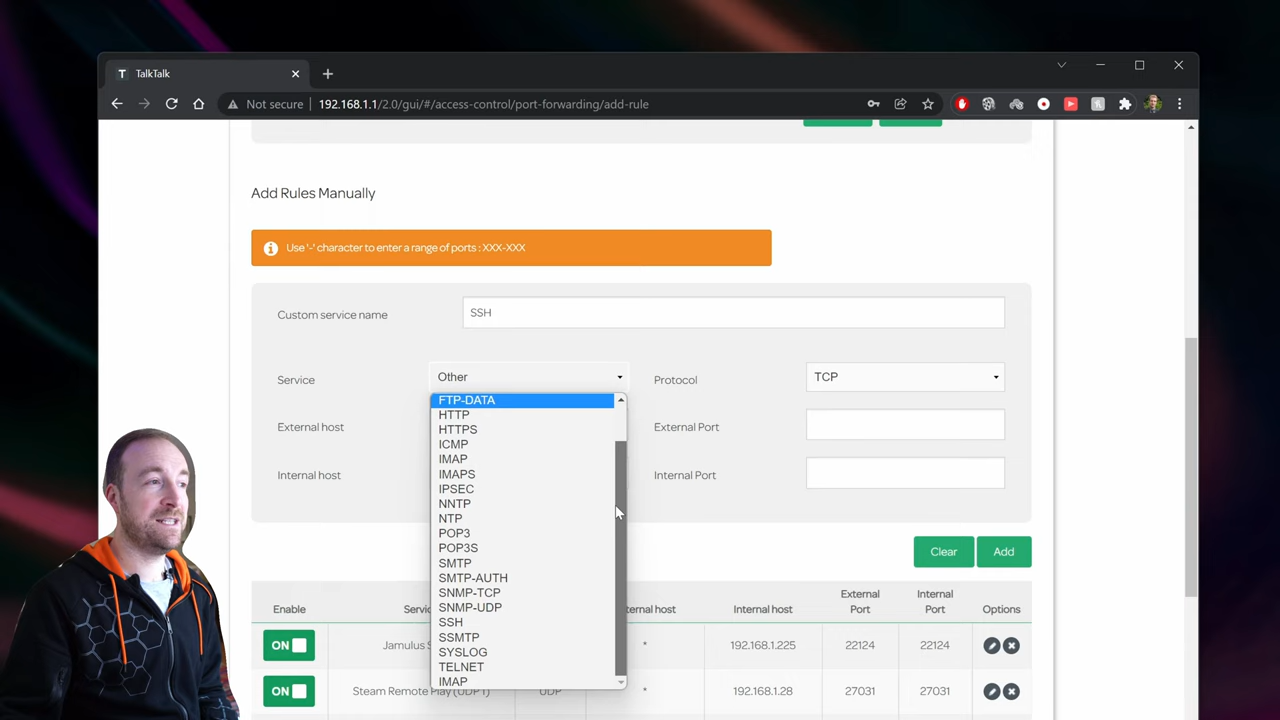 T TalkTalk
Not secure 192.168.1.1/2.0/gui/#/access-control/port-forwarding/add-rule
Add Rules Manually
Use '-' character to enter a range of ports : XXX-XXX
Custom service name SSH
Service Other Protocol TCP
External host External Port
Internal host Internal Port
FTP-DATA
HTTP
HTTPS
ICMP
IMAP
IMAPS
IPSEC
NNTP
NTP
POP3
POP3S
SMTP
SMTP-AUTH
SNMP-TCP
SNMP-UDP
SSH
SSMTP
SYSLOG
TELNET
IMAP
Clear Add
Enable Internal host External Port Internal Port Options
ON Jamulus * 192.168.1.225 22124 22124
ON Steam Remote Play (UDP1) UDP * 192.168.1.28 27031 27031